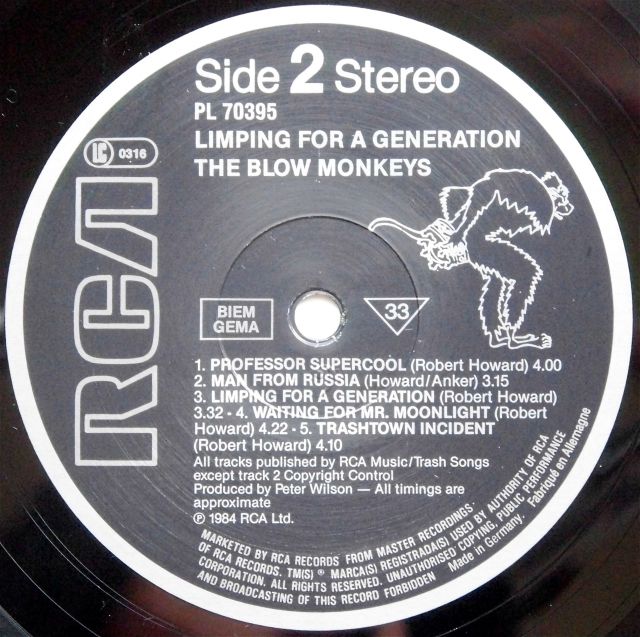 Side 2 Stereo
PL 70395
LIMPING FOR A GENERATION
THE BLOW MONKEYS
LC 0316
RCA
BIEM
GEMA
33
1. PROFESSOR SUPERCOOL (Robert Howard) 4.00
2. MAN FROM RUSSIA (Howard/Anker) 3.15
3. LIMPING FOR A GENERATION (Robert Howard)
3.32 - 4. WAITING FOR MR. MOONLIGHT (Robert
Howard) 4.22 - 5. TRASHTOWN INCIDENT
(Robert Howard) 4.10
All tracks published by RCA Music/Trash Songs
except track 2 Copyright Control
Produced by Peter Wilson — All timings are
approximate
℗ 1984 RCA Ltd.
MARKETED BY RCA RECORDS FROM MASTER RECORDINGS.
OF RCA RECORDS. TM(S) ® MARCA(S) REGISTRADA(S) USED BY AUTHORITY OF RCA
CORPORATION. ALL RIGHTS RESERVED. UNAUTHORISED COPYING, PUBLIC PERFORMANCE
AND BROADCASTING OF THIS RECORD FORBIDDEN
Made in Germany. Fabriqué en Allemagne